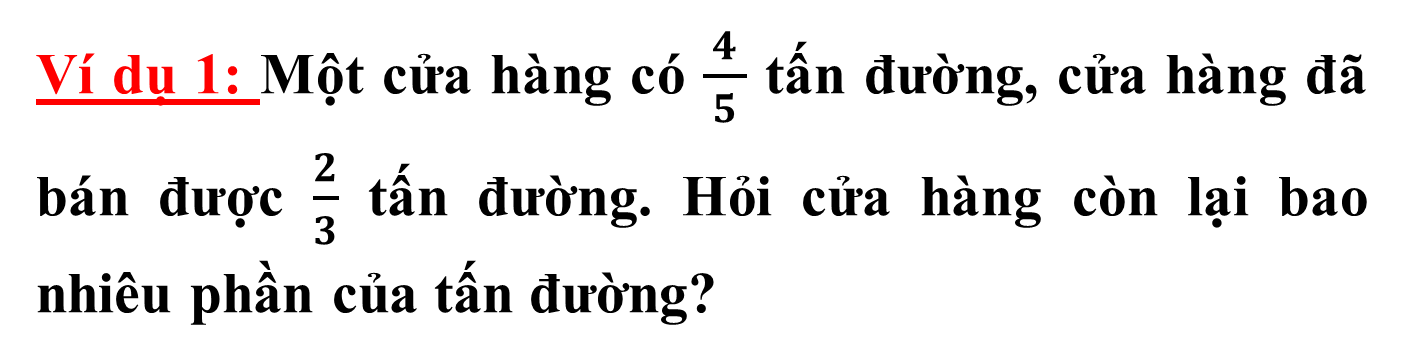 Ví dụ 1: Một cửa hàng có 4/5 tấn đường, cửa hàng đã
bán được 2/3 tấn đường. Hỏi cửa hàng còn lại bao
nhiêu phần của tấn đường?